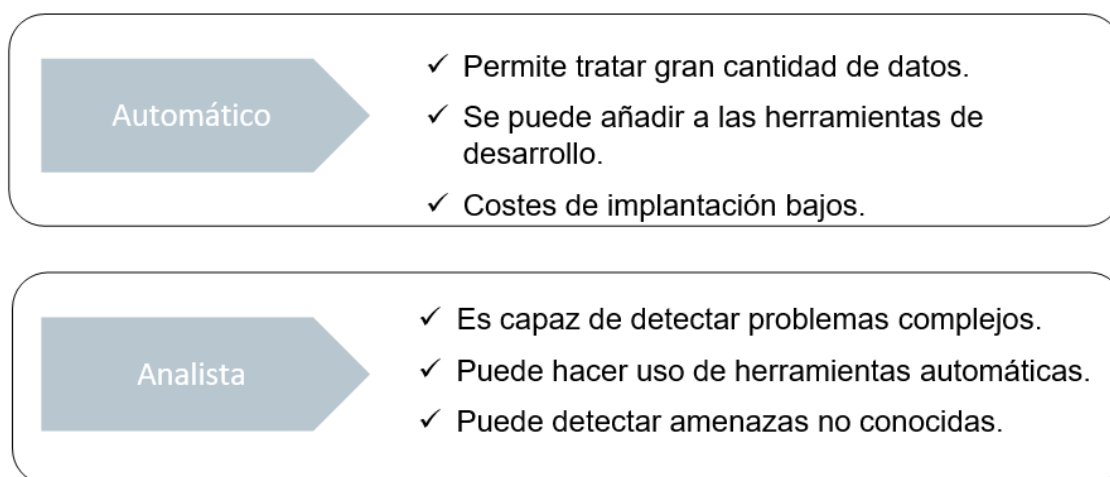 Automático
✓ Permite tratar gran cantidad de datos.
✓ Se puede añadir a las herramientas de
desarrollo.
✓ Costes de implantación bajos.
Analista
✓ Es capaz de detectar problemas complejos.
✓ Puede hacer uso de herramientas automáticas.
✓ Puede detectar amenazas no conocidas.